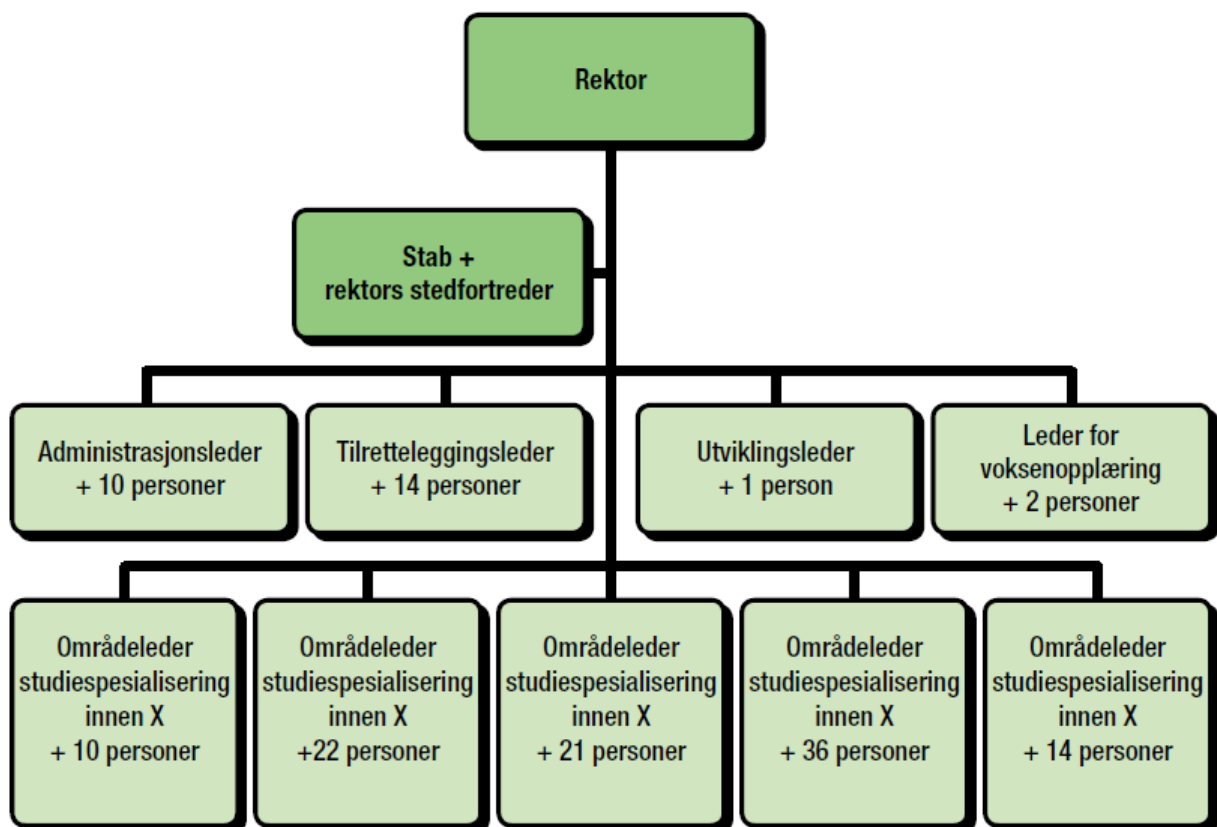 Rektor
Stab +
rektors stedfortreder
Administrasjonsleder
+ 10 personer
Tilretteleggingsleder
+ 14 personer
Utviklingsleder
+ 1 person
Leder for
voksenopplæring
+ 2 personer
Områdeleder
studiespesialisering
innen X
+ 10 personer
Områdeleder
studiespesialisering
innen X
+22 personer
Områdeleder
studiespesialisering
innen X
+ 21 personer
Områdeleder
studiespesialisering
innen X
+ 36 personer
Områdeleder
studiespesialisering
innen X
+ 14 personer